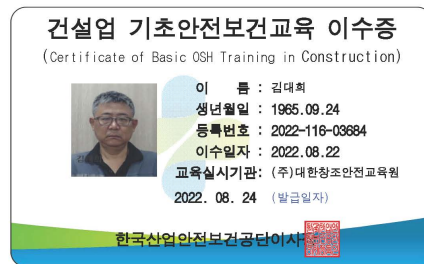 건설업 기초안전보건교육 이수증
(Certificate of Basic OSH Training in Construction)
이 름 : 김대희
생년월일 : 1965.09.24
등록번호 : 2022-116-03684
이수일자 : 2022.08.22
교육실시기관: (주)대한창조안전교육원
2022. 08. 24 (발급일자)
한국산업안전보건공단이사